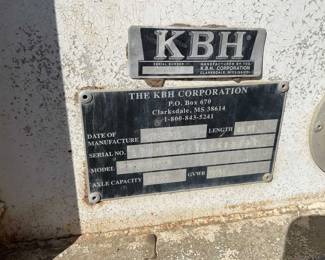 KBH
SERIAL NUMBER
MANUFACTURED BY THE
K.B.H. CORPORATION
CLARKSDALE, MISSISSIPPI
THE KBH CORPORATION
P.O. Box 670
Clarksdale, MS 38614
1-800-843-5241
DATE OF
MANUFACTURE
LENGTH
SERIAL NO.
MODEL
AXLE CAPACITY
GVWR